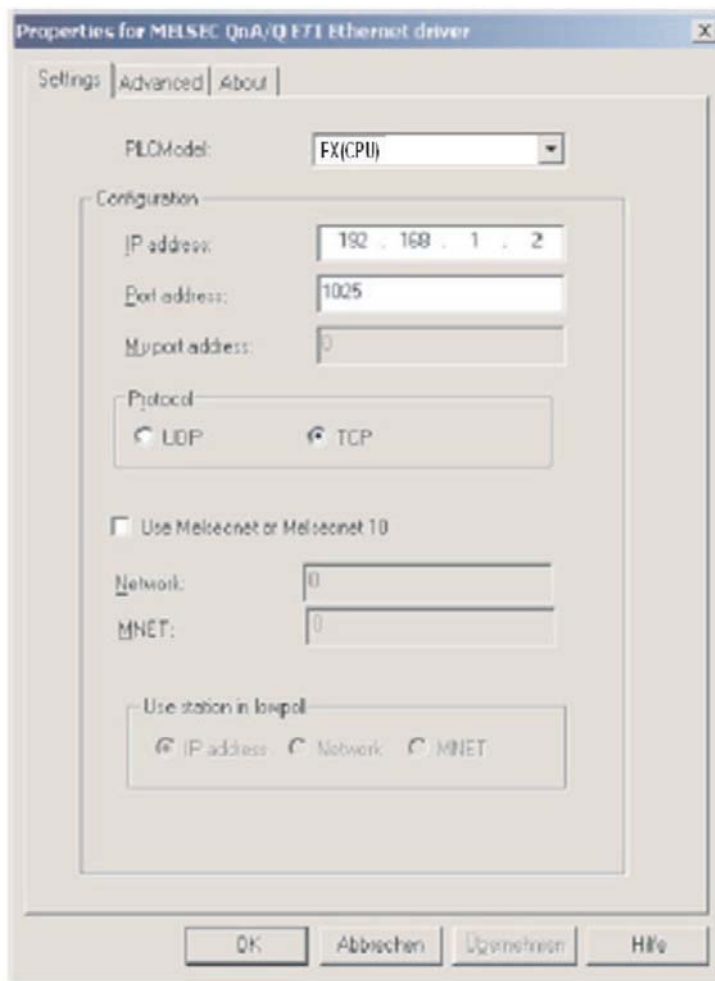 Properties for MELSEC QnA/Q E71 Ethernet driver
Settings Advanced About
PLCModel: FX(CPU)
Configuration
IP address: 192 . 168 . 1 . 2
Port address: 1025
My port address: 0
Protocol
UDP TCP
Use Melsecnet or Melsecnet 10
Network: 0
MNET: 0
Use station in lowpoll
IP address Network MNET
OK Abbrechen Übernehmen Hilfe